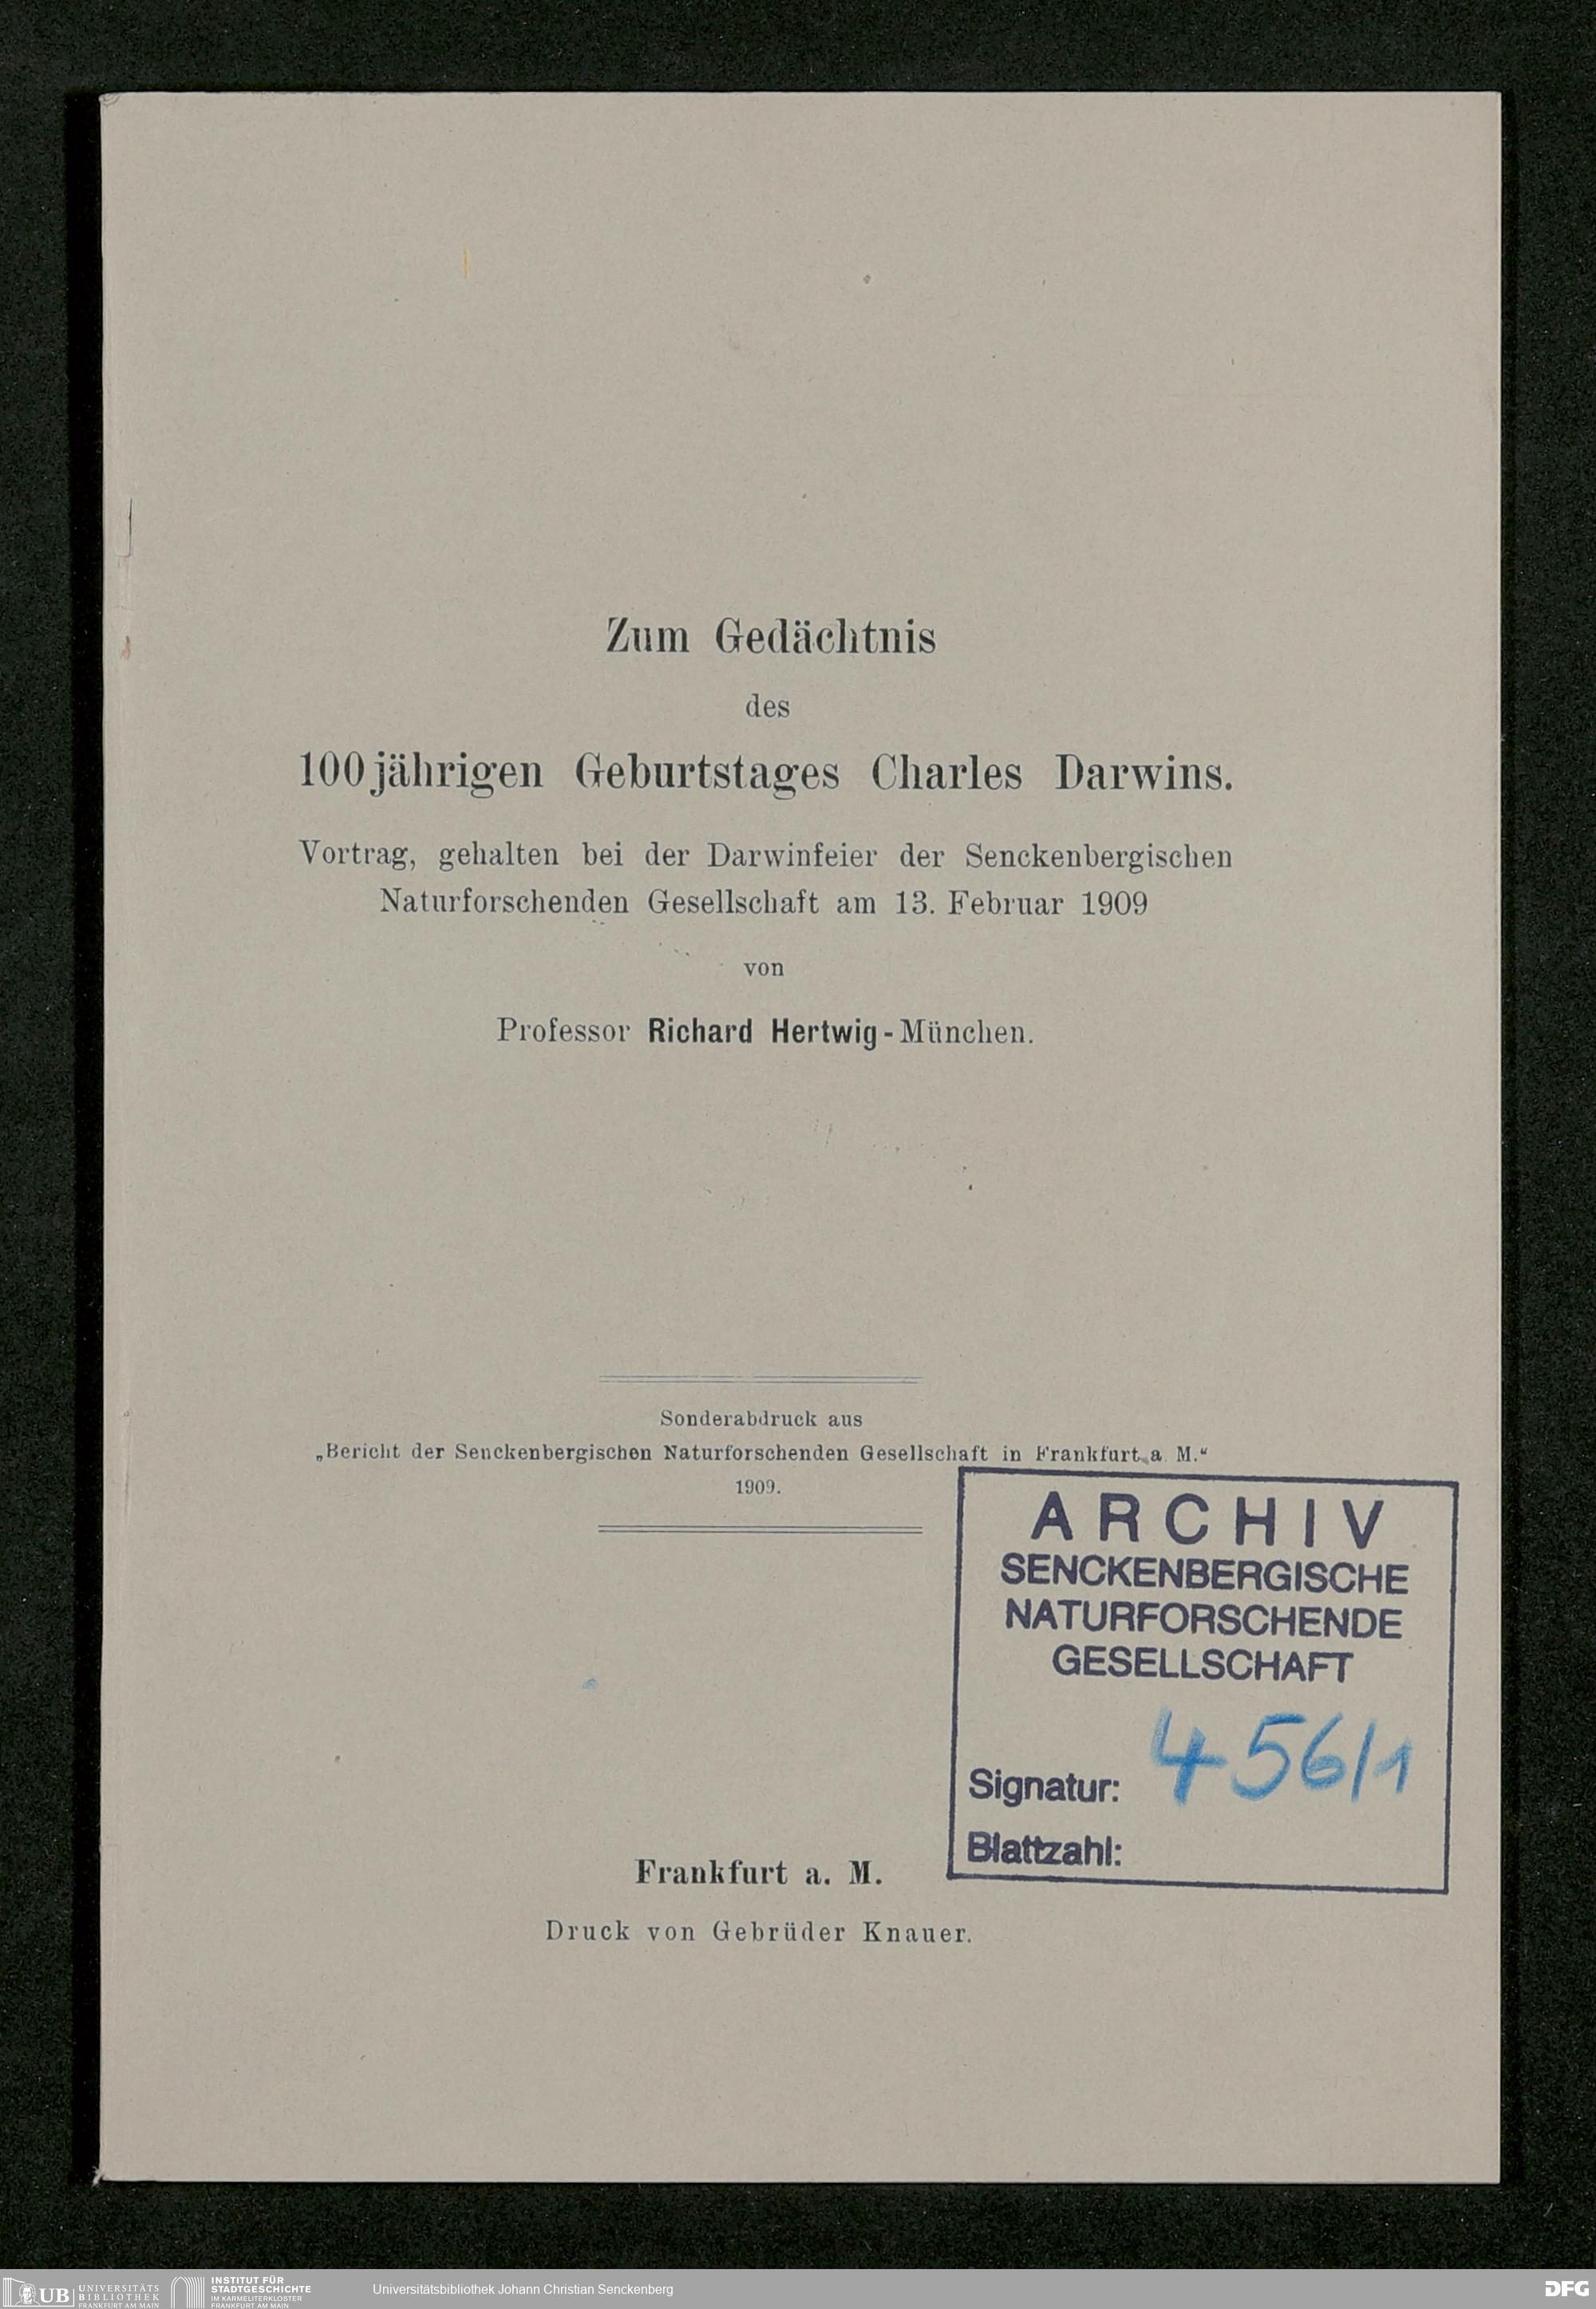 Zum Gedächtnis
des
100jährigen Geburtstages Charles Darwins.
Vortrag, gehalten bei der Darwinfeier der Senckenbergischen
Naturforschenden Gesellschaft am 13. Februar 1909
von
Professor Richard Hertwig-München.
Sonderabdruck aus
„Bericht der Senckenbergischen Naturforschenden Gesellschaft in Frankfurt a M.“
1909.
ARCHIV
SENCKENBERGISCHE
NATURFORSCHENDE
GESELLSCHAFT
Signatur: 456/1
Blattzahl:
Frankfurt a. M.
Druck von Gebrüder Knauer.
UB UNIVERSITÄTS
BIBLIOTHEK
FRANKFURT AM MAIN
INSTITUT FÜR
STADTGESCHICHTE
IM KARMELITERKLOSTER
FRANKFURT AM MAIN
Universitätsbibliothek Johann Christian Senckenberg
DFG